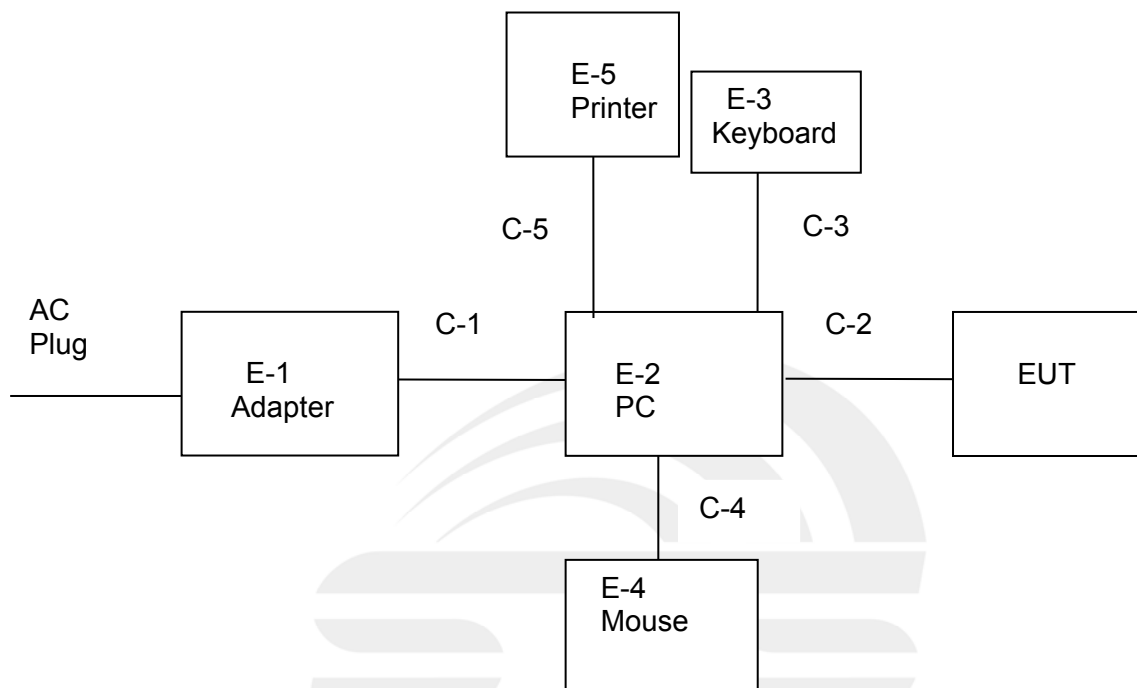 E-5
Printer
E-3
Keyboard
C-5
C-3
AC
Plug
C-1
C-2
E-1
Adapter
E-2
PC
EUT
C-4
E-4
Mouse